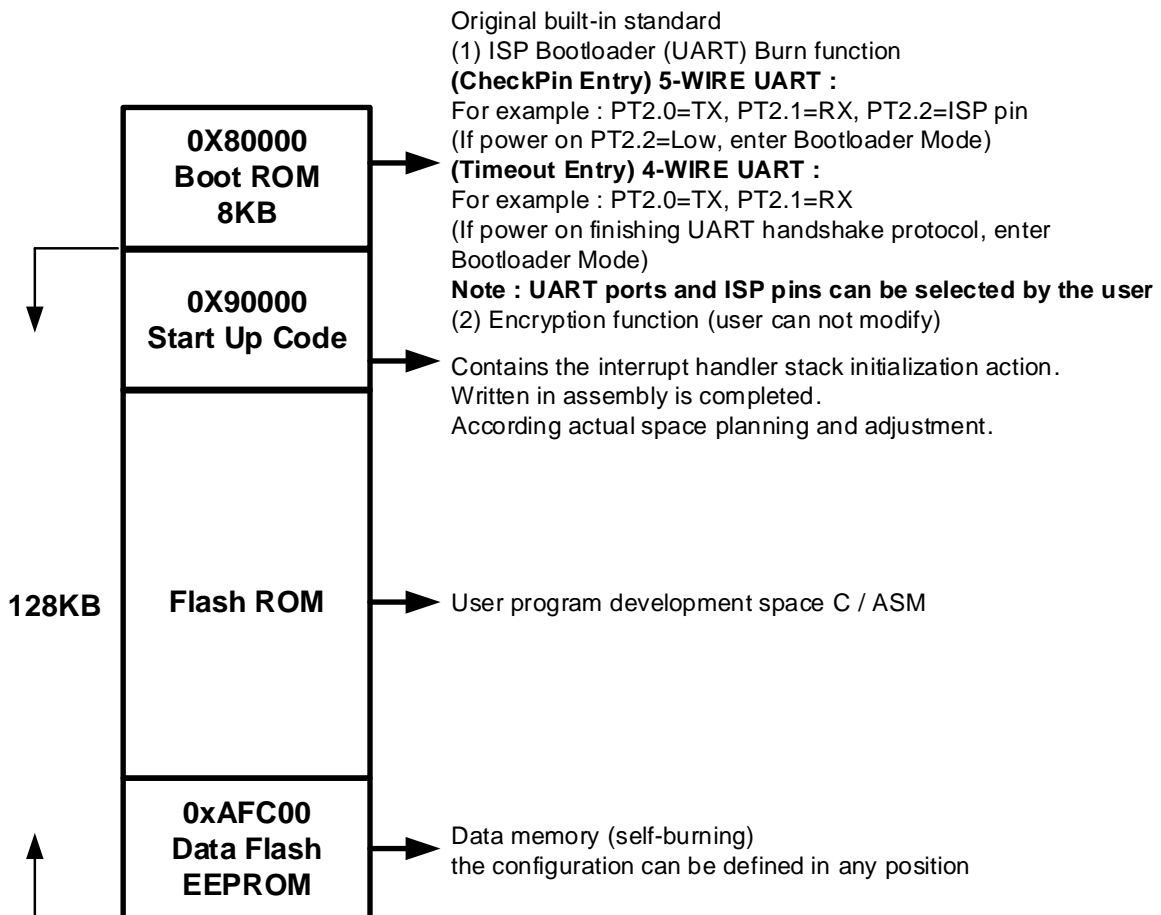 Original built-in standard
(1) ISP Bootloader (UART) Burn function
(CheckPin Entry) 5-WIRE UART :
For example : PT2.0=TX, PT2.1=RX, PT2.2=ISP pin
(If power on PT2.2=Low, enter Bootloader Mode)
(Timeout Entry) 4-WIRE UART :
For example : PT2.0=TX, PT2.1=RX
(If power on finishing UART handshake protocol, enter
Bootloader Mode)
Note : UART ports and ISP pins can be selected by the user
(2) Encryption function (user can not modify)
0X80000
Boot ROM
8KB
0X90000
Start Up Code
Contains the interrupt handler stack initialization action.
Written in assembly is completed.
According actual space planning and adjustment.
128KB
Flash ROM
User program development space C / ASM
0xAFC00
Data Flash
EEPROM
Data memory (self-burning)
the configuration can be defined in any position